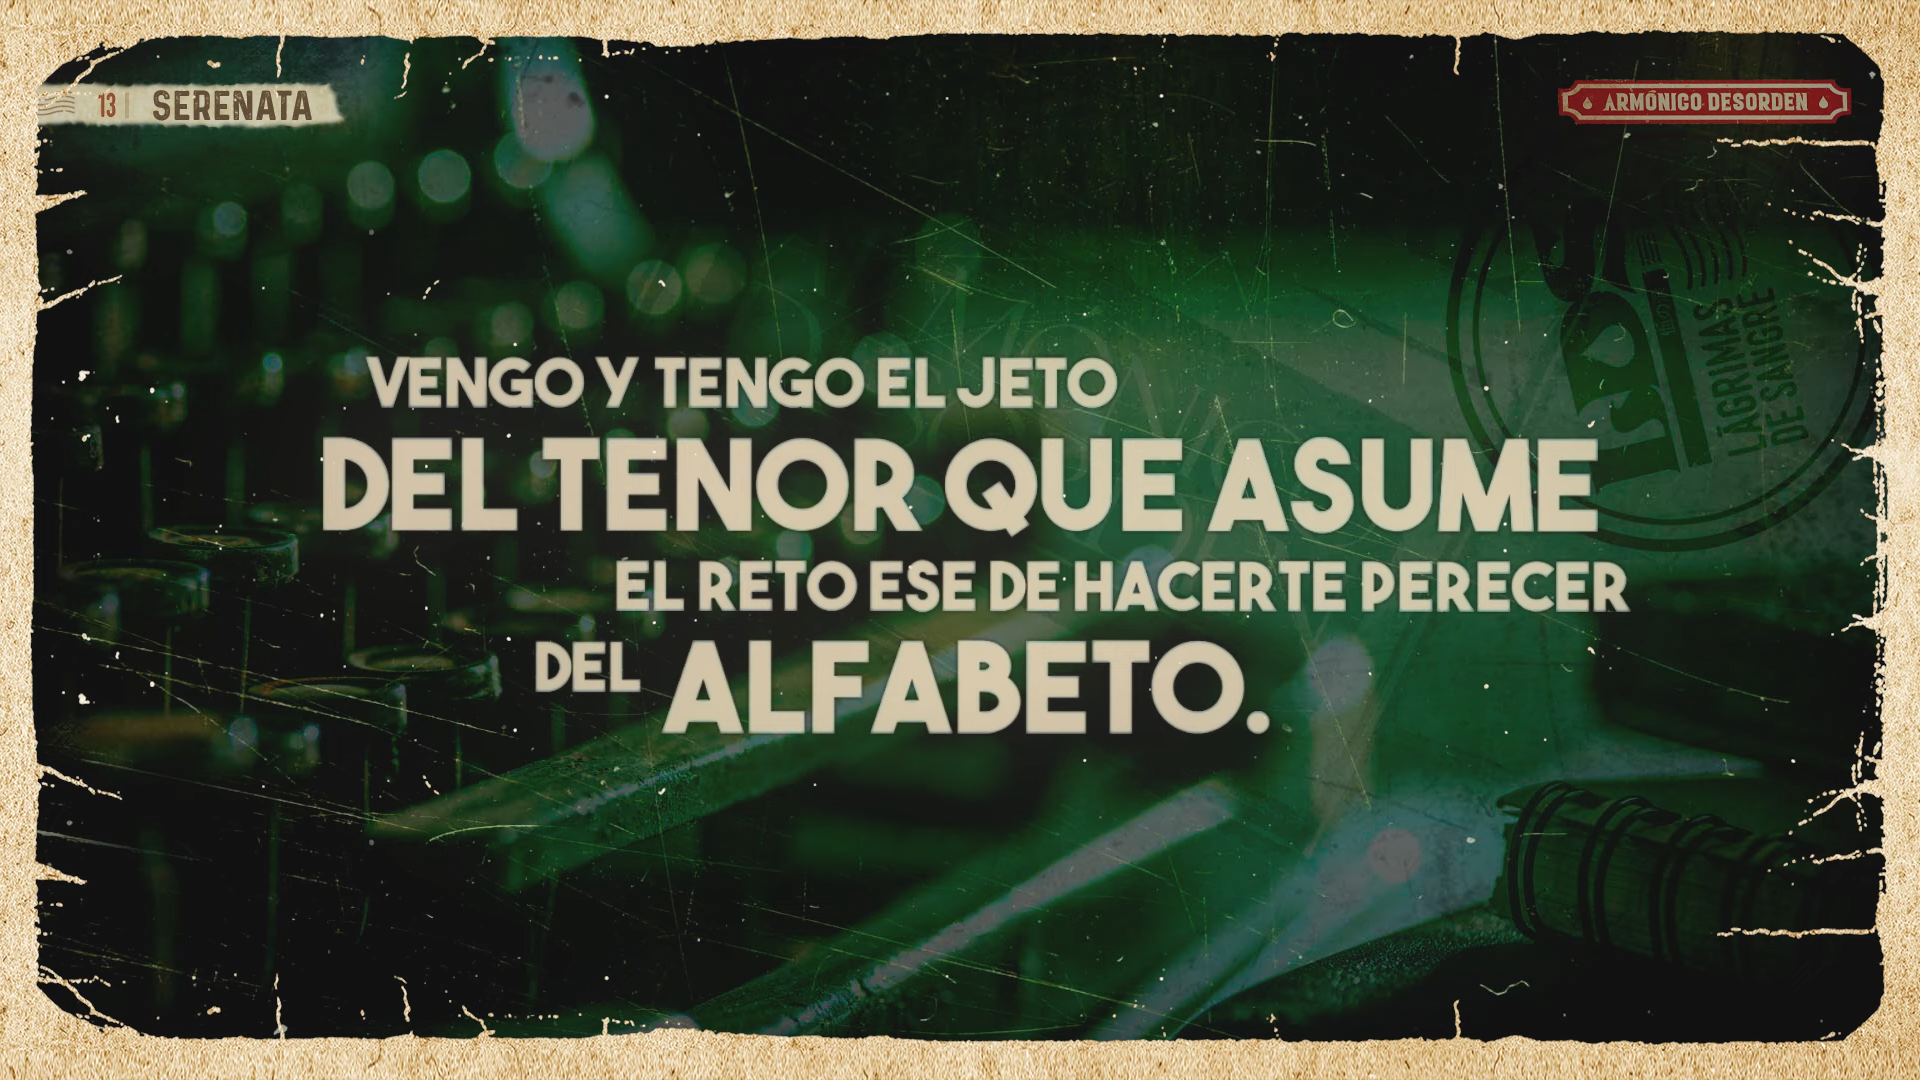 13 | SERENATA
ARMÓNICO DESORDEN
VENGO Y TENGO EL JETO
DEL TENOR QUE ASUME
EL RETO ESE DE HACERTE PERECER
DEL ALFABETO.
LDS
LÁGRIMAS
DE SANGRE